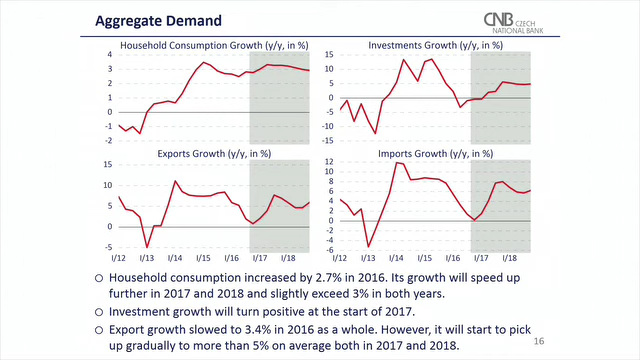 Aggregate Demand
CNB CZECH
NATIONAL BANK
Household Consumption Growth (y/y, in %)
4
3
2
1
0
-1
-2
Investments Growth (y/y, in %)
15
10
5
0
-5
-10
-15
Exports Growth (y/y, in %)
15
10
5
0
-5
I/12 I/13 I/14 I/15 I/16 I/17 I/18
Imports Growth (y/y, in %)
12
10
8
6
4
2
0
-2
-4
-6
I/12 I/13 I/14 I/15 I/16 I/17 I/18
Household consumption increased by 2.7% in 2016. Its growth will speed up
further in 2017 and 2018 and slightly exceed 3% in both years.
Investment growth will turn positive at the start of 2017.
Export growth slowed to 3.4% in 2016 as a whole. However, it will start to pick
up gradually to more than 5% on average both in 2017 and 2018.
16